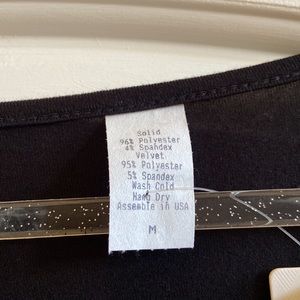 Solid
96% Polyester
4% Spandex
Velvet
95% Polyester
5% Spandex
Wash Cold
Hang Dry
Assemble in USA
M